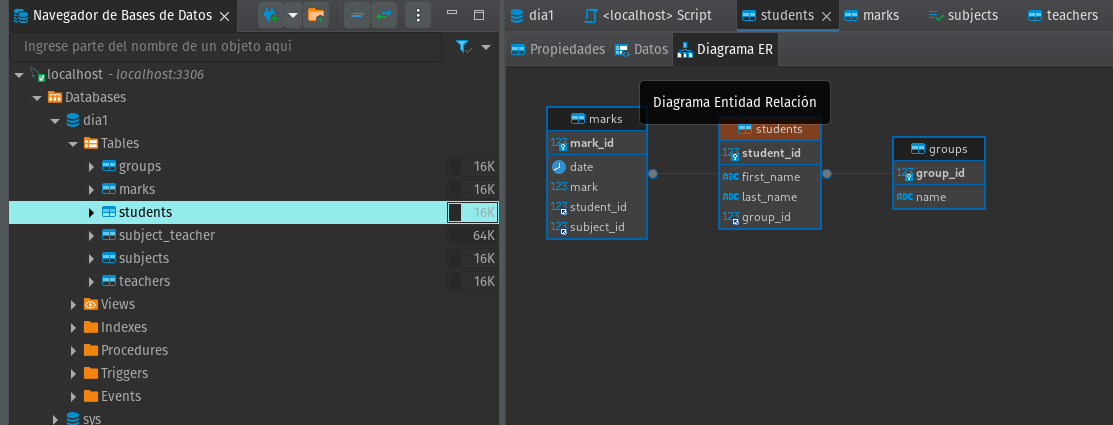 Navegador de Bases de Datos
Ingrese parte del nombre de un objeto aquí
localhost - localhost:3306
Databases
dia1
Tables
groups 16K
marks 16K
students 16K
subject_teacher 64K
subjects 16K
teachers 16K
Views
Indexes
Procedures
Triggers
Events
sys
dia1 <localhost> Script students marks subjects teachers
Propiedades Datos Diagrama ER
Diagrama Entidad Relación
marks
123 mark_id
date
123 mark
123 student_id
123 subject_id
students
123 student_id
ABC first_name
ABC last_name
123 group_id
groups
123 group_id
ABC name